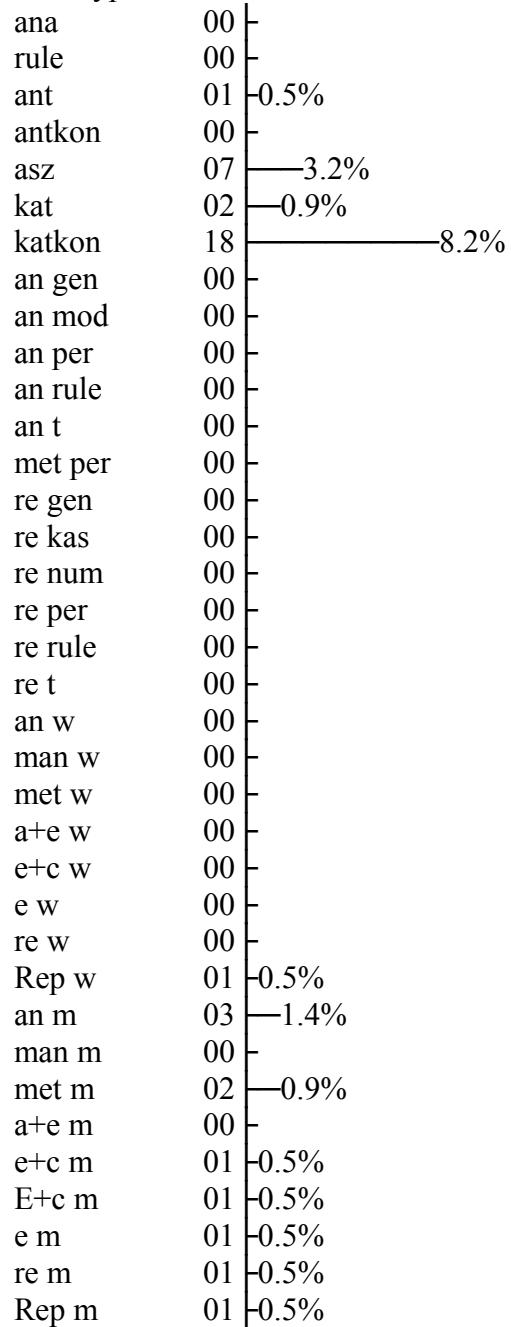 ana 00
rule 00
ant 01 0.5%
antkon 00
asz 07 3.2%
kat 02 0.9%
katkon 18 8.2%
an gen 00
an mod 00
an per 00
an rule 00
an t 00
met per 00
re gen 00
re kas 00
re num 00
re per 00
re rule 00
re t 00
an w 00
man w 00
met w 00
a+e w 00
e+c w 00
e w 00
re w 00
Rep w 01 0.5%
an m 03 1.4%
man m 00
met m 02 0.9%
a+e m 00
e+c m 01 0.5%
E+c m 01 0.5%
e m 01 0.5%
re m 01 0.5%
Rep m 01 0.5%